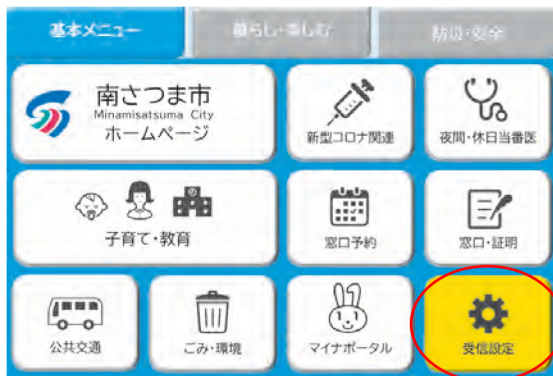 基本メニュー
暮らし・楽しむ
防災・安全
南さつま市
Minamisatsuma City
ホームページ
新型コロナ関連
夜間・休日当番医
子育て・教育
窓口予約
窓口・証明
公共交通
ごみ・環境
マイナポータル
受信設定